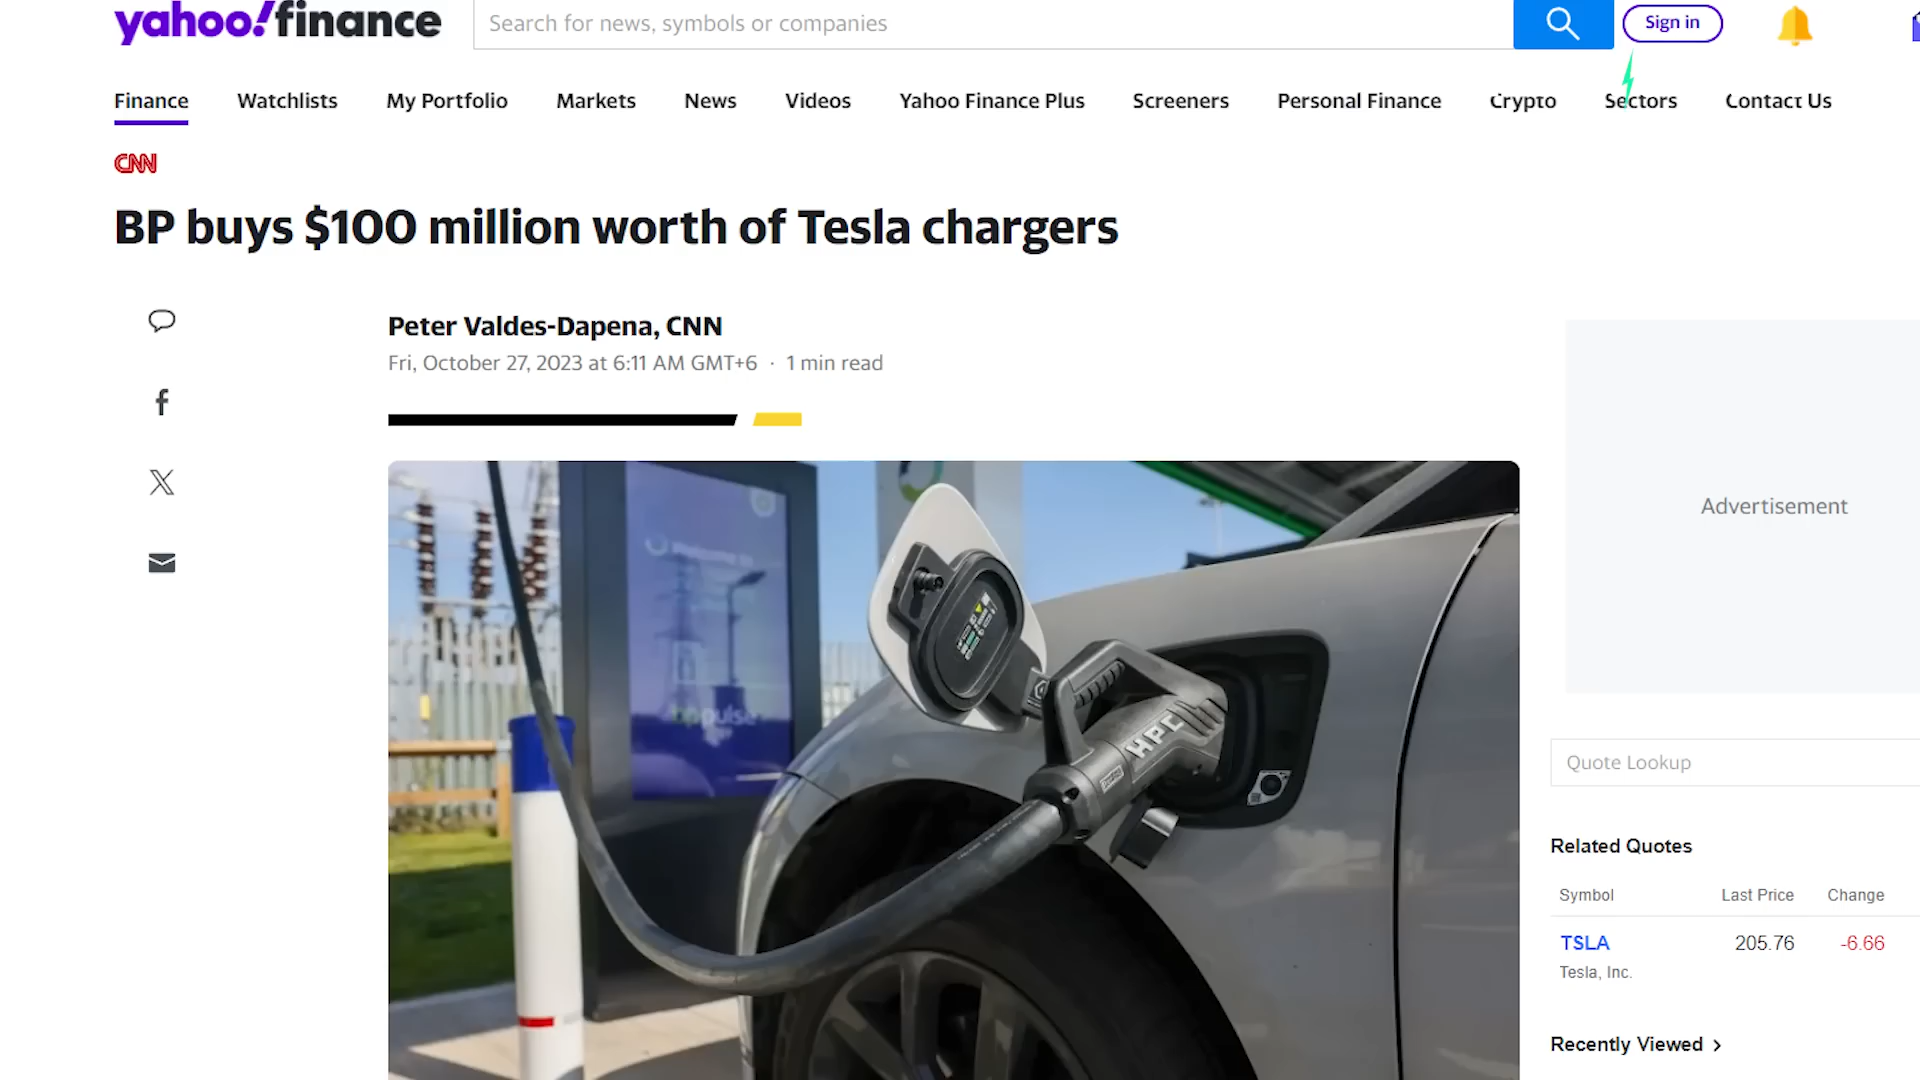 yahoo!finance
Search for news, symbols or companies
Sign in
Finance Watchlists My Portfolio Markets News Videos Yahoo Finance Plus Screeners Personal Finance Crypto Sectors Contact Us
CNN
BP buys $100 million worth of Tesla chargers
Peter Valdes-Dapena, CNN
Fri, October 27, 2023 at 6:11 AM GMT+6 · 1 min read
Advertisement
pulse
HPC
Quote Lookup
Related Quotes
Symbol Last Price Change
TSLA 205.76 -6.66
Tesla, Inc.
Recently Viewed